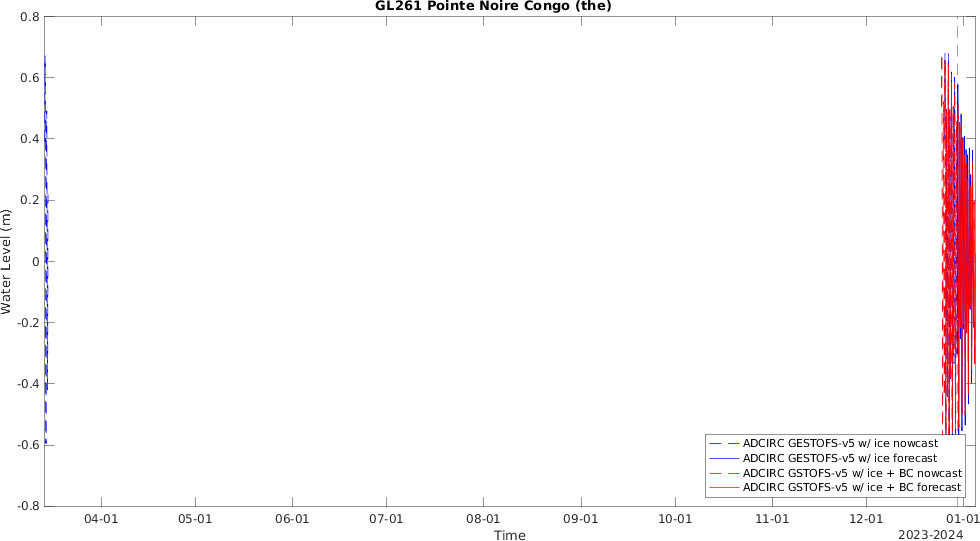 GL261 Pointe Noire Congo (the)
0.8
0.6
0.4
0.2
0
-0.2
-0.4
-0.6
-0.8
Water Level (m)
04-01 05-01 06-01 07-01 08-01 09-01 10-01 11-01 12-01 01-01
Time
2023-2024
ADCIRC GESTOFS-v5 w/ ice nowcast
ADCIRC GESTOFS-v5 w/ ice forecast
ADCIRC GSTOFS-v5 w/ ice + BC nowcast
ADCIRC GSTOFS-v5 w/ ice + BC forecast